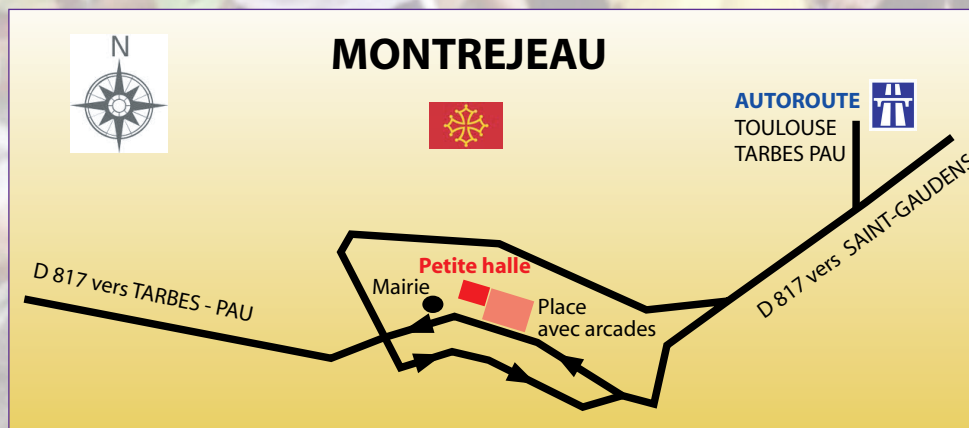 N
MONTREJEAU
AUTOROUTE
TOULOUSE
TARBES PAU
D 817 vers SAINT-GAUDENS
D 817 vers TARBES - PAU
Petite halle
Mairie
Place
avec arcades